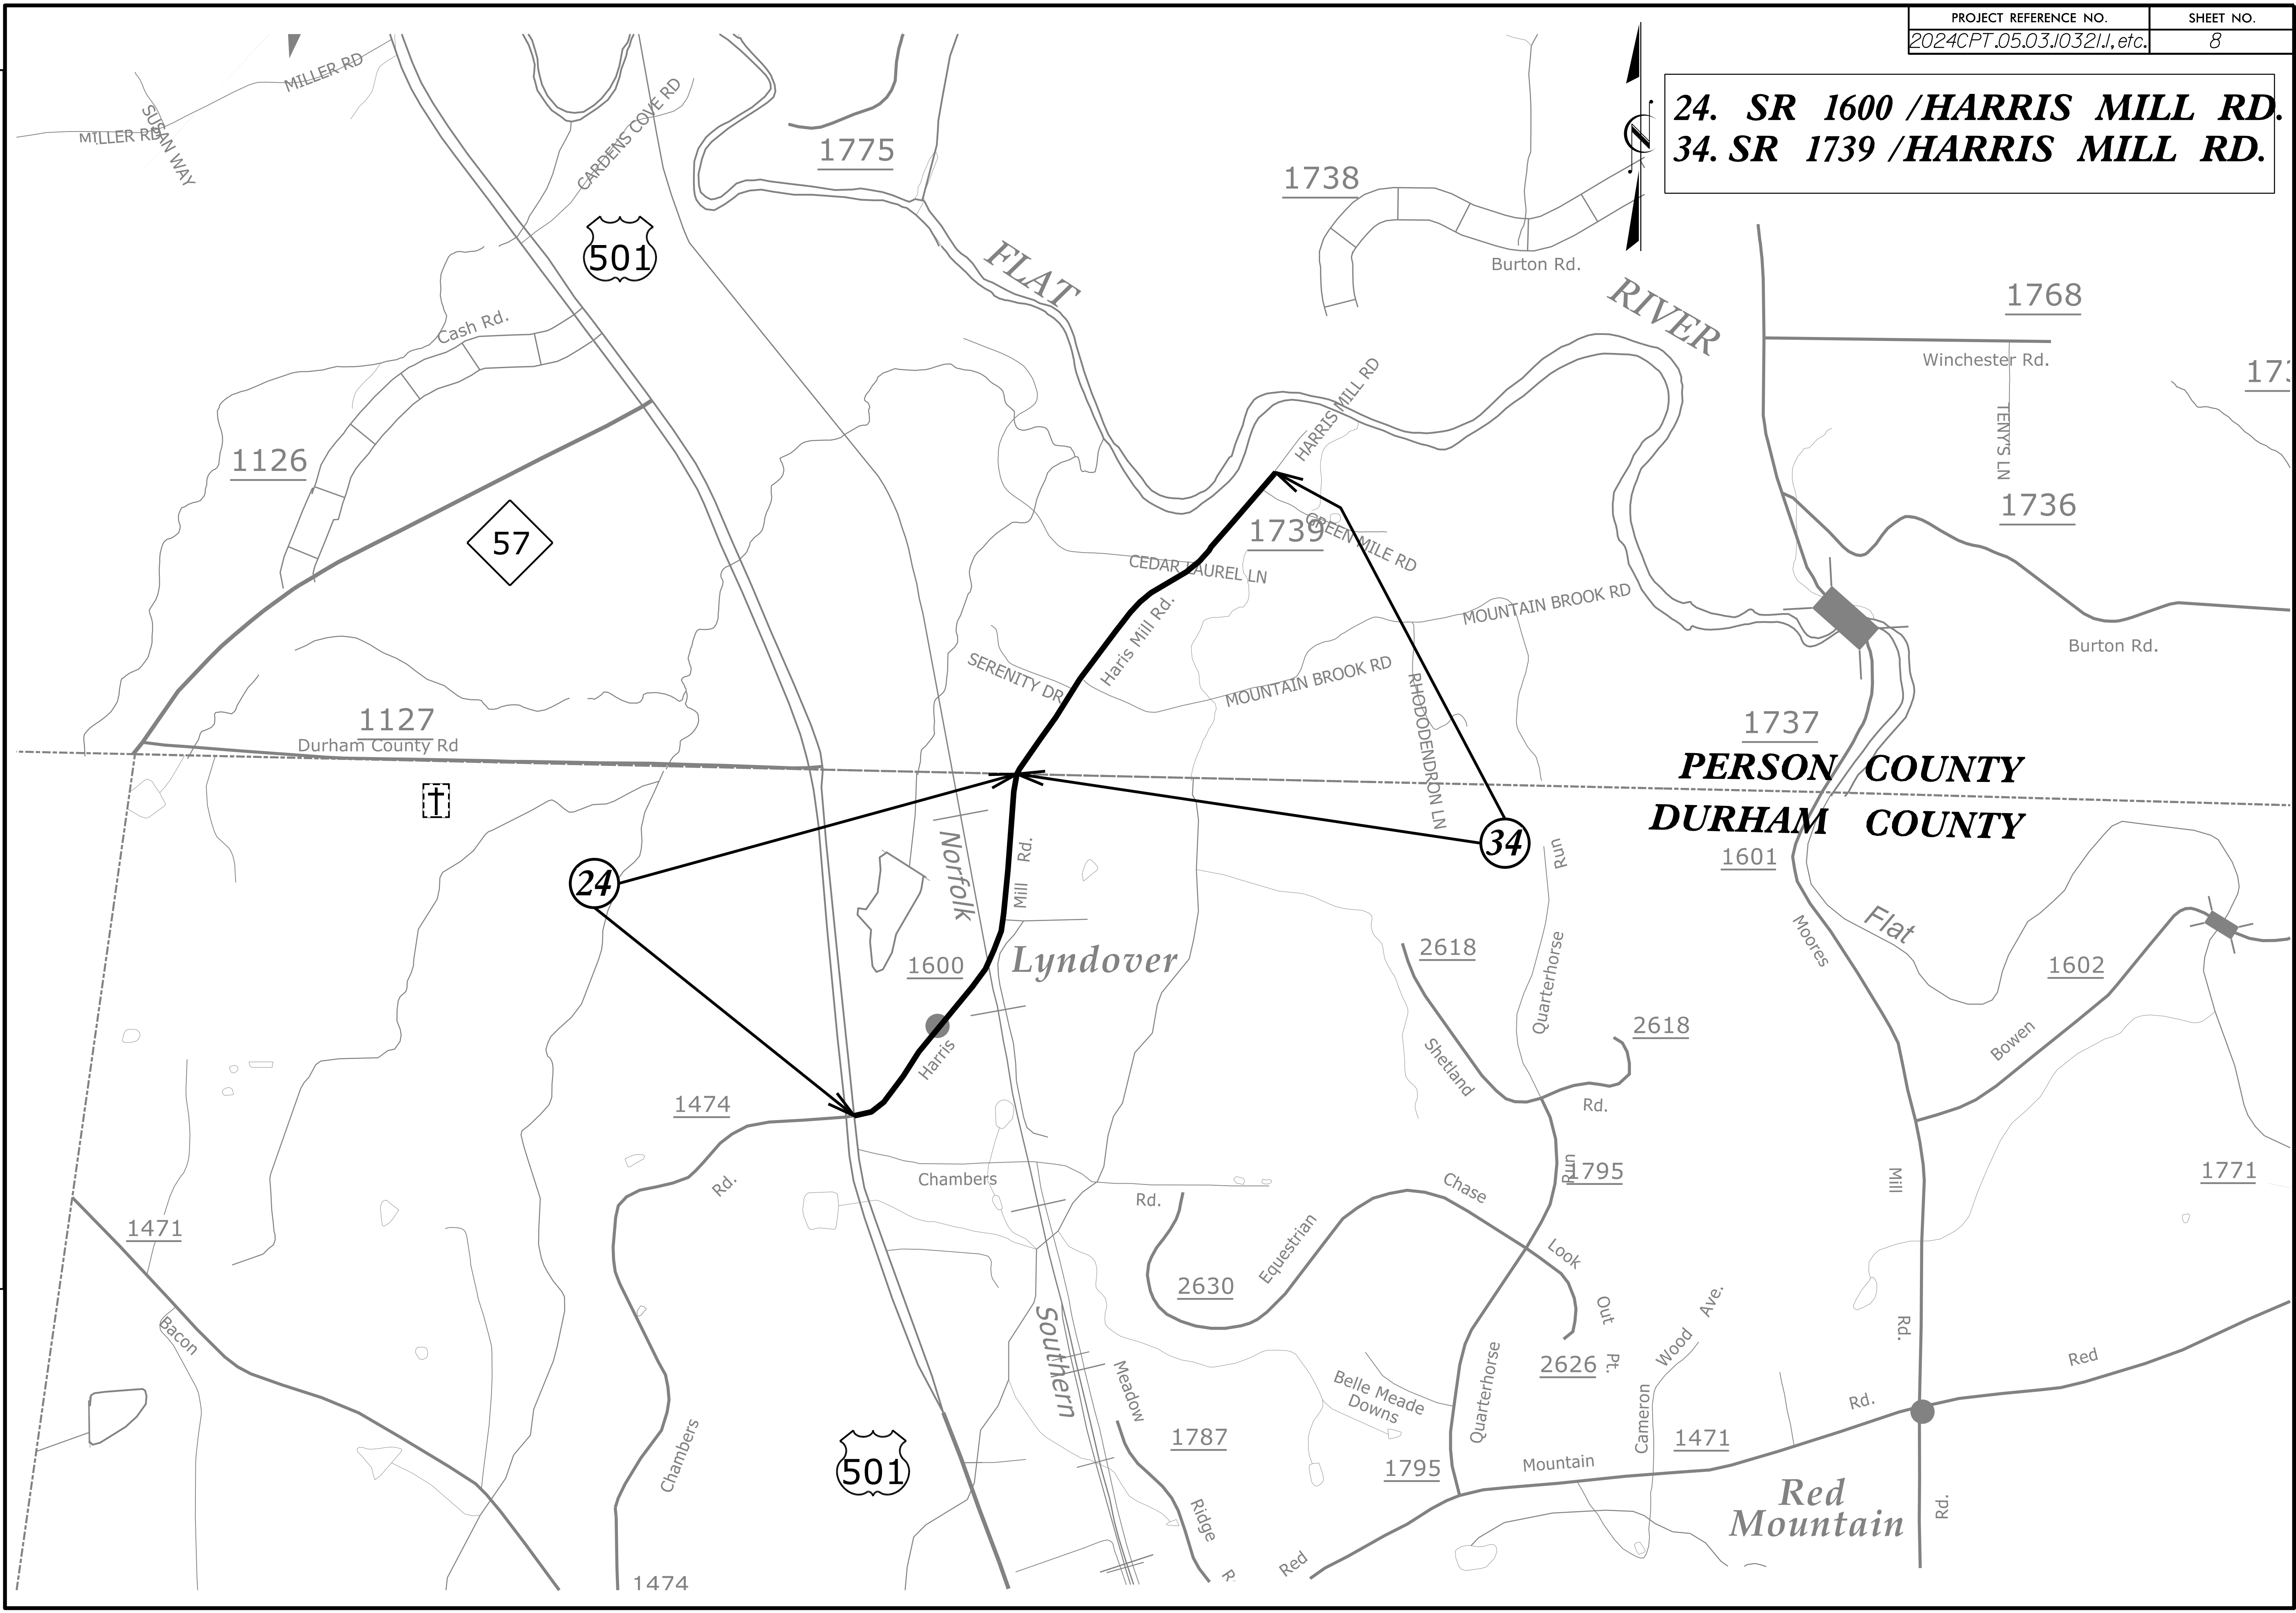 PROJECT REFERENCE NO. SHEET NO.
2024CPT.05.03.10321.1, etc. 8
24. SR 1600 /HARRIS MILL RD.
34. SR 1739 /HARRIS MILL RD.
MILLER RD
MILLER RD
SUSAN WAY
CARDENS COVE RD
1775
501
FLAT
RIVER
1738
Burton Rd.
1768
Winchester Rd.
TENY'S LN
1736
Burton Rd.
Cash Rd.
1126
57
HARRIS MILL RD
1739
GREEN MILE RD
CEDAR LAUREL LN
Haris Mill Rd.
MOUNTAIN BROOK RD
SERENITY DR
MOUNTAIN BROOK RD
RHODODENDRON LN
1127
Durham County Rd
1737
PERSON COUNTY
DURHAM COUNTY
24
34
Norfolk
Mill Rd.
1601
Run
Flat
Moores
1600
Lyndover
2618
Quarterhorse
1602
Bowen
Harris
Shetland
2618
Rd.
1474
Rd.
Chambers
Rd.
1795
Run
Mill
1771
Chase
1471
Equestrian
Look
2630
Out
Pt.
Southern
Bacon
Wood Ave.
Rd.
2626
Red
Meadow
Belle Meade
Downs
Quarterhorse
Cameron
Rd.
1471
Chambers
501
1787
1795
Mountain
Red
Mountain
Ridge
R
Red
Rd.
1474